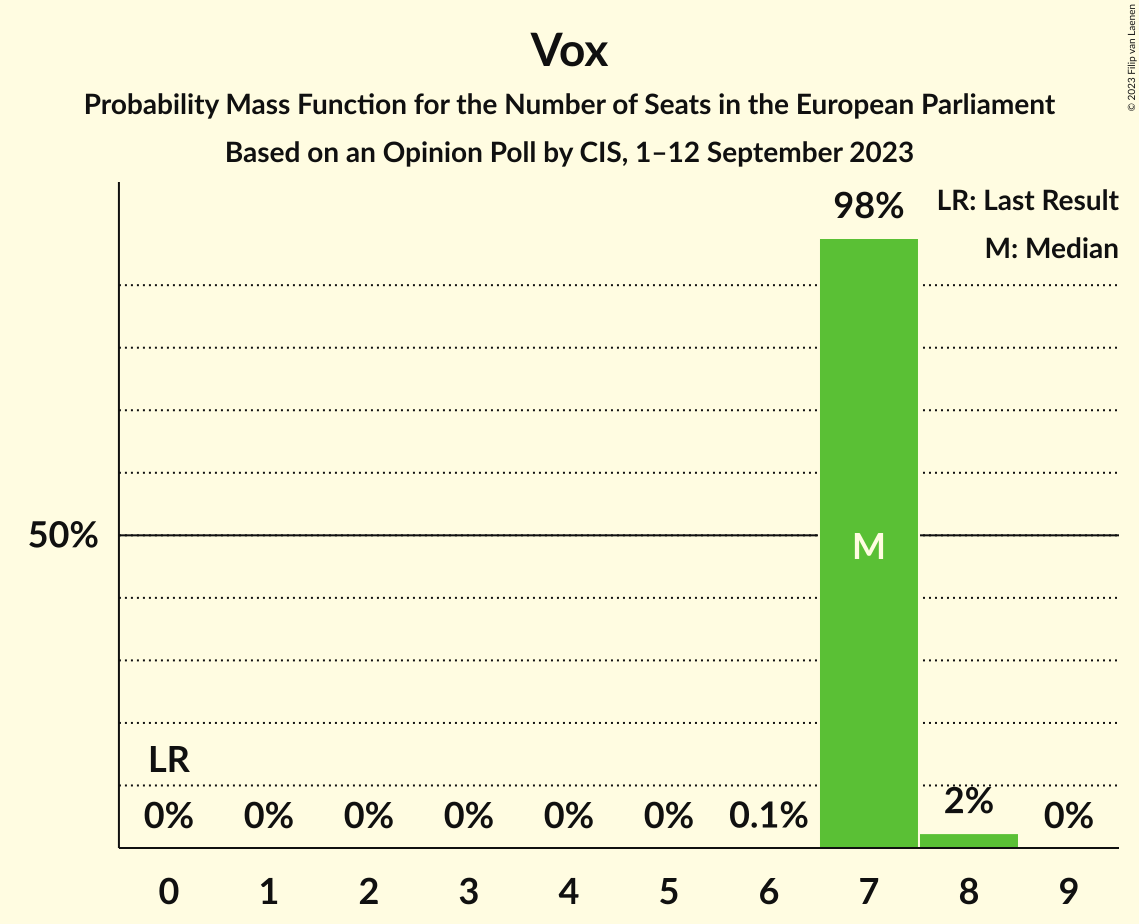 Vox
Probability Mass Function for the Number of Seats in the European Parliament
Based on an Opinion Poll by CIS, 1–12 September 2023
© 2023 Filip van Laenen
LR: Last Result
M: Median
98%
50%
M
LR
0% 0% 0% 0% 0% 0% 0.1% 2% 0%
0 1 2 3 4 5 6 7 8 9